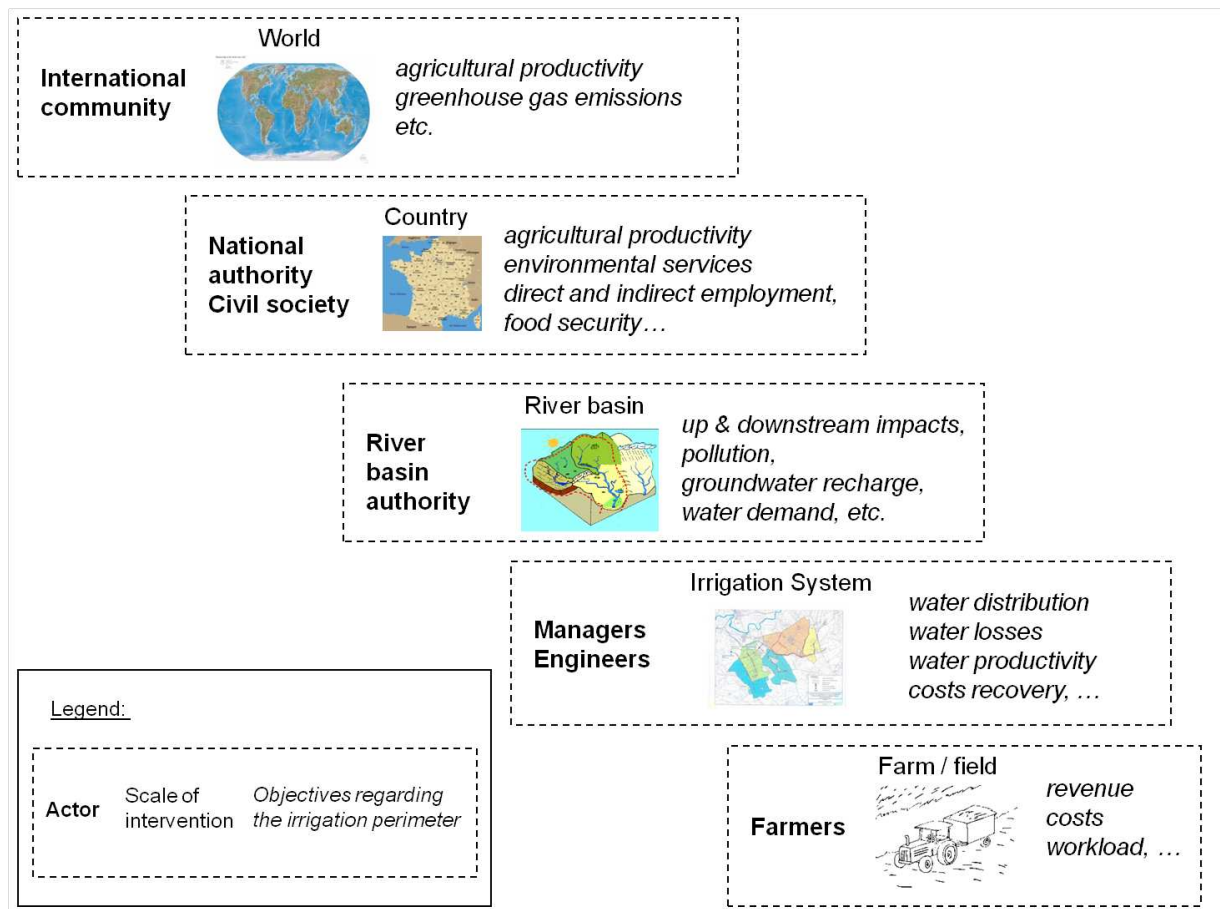 World
International
community
agricultural productivity
greenhouse gas emissions
etc.
Country
National
authority
Civil society
agricultural productivity
environmental services
direct and indirect employment,
food security…
River basin
River
basin
authority
up & downstream impacts,
pollution,
groundwater recharge,
water demand, etc.
Irrigation System
Managers
Engineers
water distribution
water losses
water productivity
costs recovery, …
Legend:
Actor
Scale of
intervention
Objectives regarding
the irrigation perimeter
Farm / field
Farmers
revenue
costs
workload, …